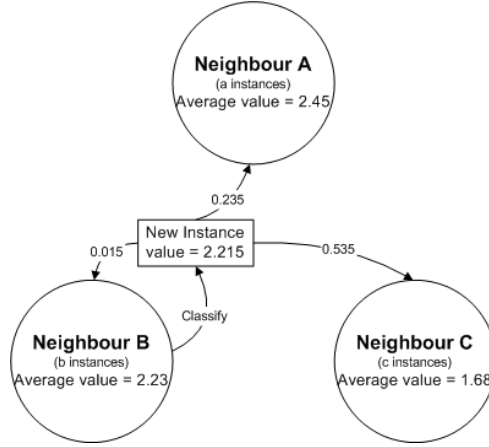 Neighbour A
(a instances)
Average value = 2.45
0.235
New Instance
value = 2.215
0.015
0.535
Classify
Neighbour B
(b instances)
Average value = 2.23
Neighbour C
(c instances)
Average value = 1.68